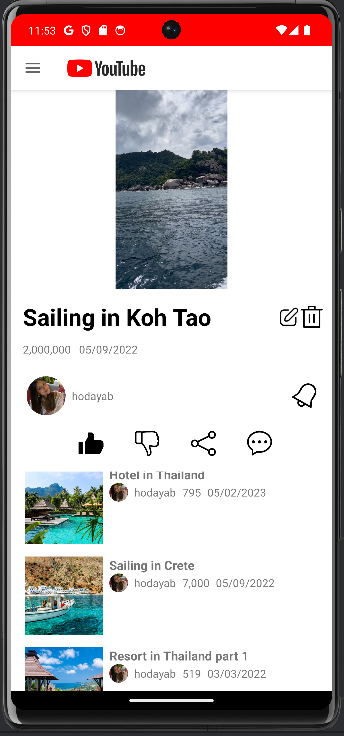 11:53
YouTube
Sailing in Koh Tao
2,000,000 05/09/2022
hodayab
Hotel in Thailand
hodayab 795 05/02/2023
Sailing in Crete
hodayab 7,000 05/09/2022
Resort in Thailand part 1
hodayab 519 03/03/2022